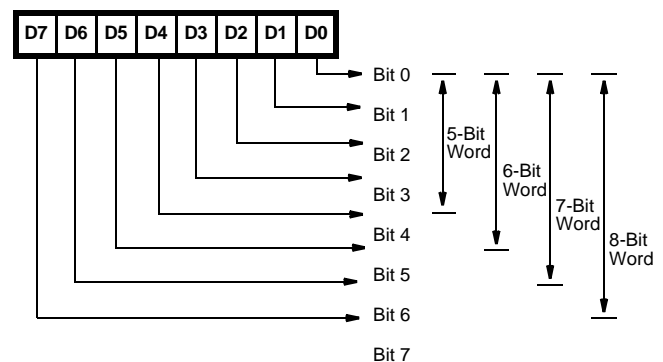 D7 D6 D5 D4 D3 D2 D1 D0
Bit 0
Bit 1
Bit 2
Bit 3
Bit 4
Bit 5
Bit 6
Bit 7
5-Bit
Word
6-Bit
Word
7-Bit
Word
8-Bit
Word